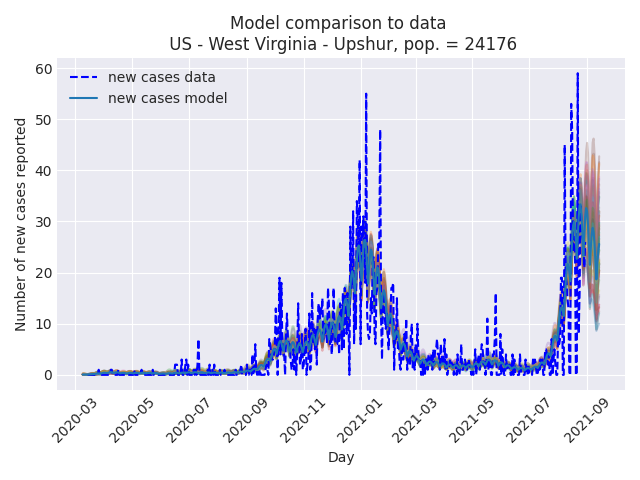 Model comparison to data
US - West Virginia - Upshur, pop. = 24176
new cases data
new cases model
Number of new cases reported
60
50
40
30
20
10
0
2020-03
2020-05
2020-07
2020-09
2020-11
2021-01
2021-03
2021-05
2021-07
2021-09
Day